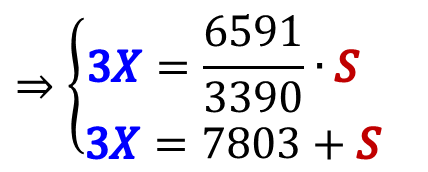 ⇒ { 3X = 6591/3390 · S
3X = 7803 + S